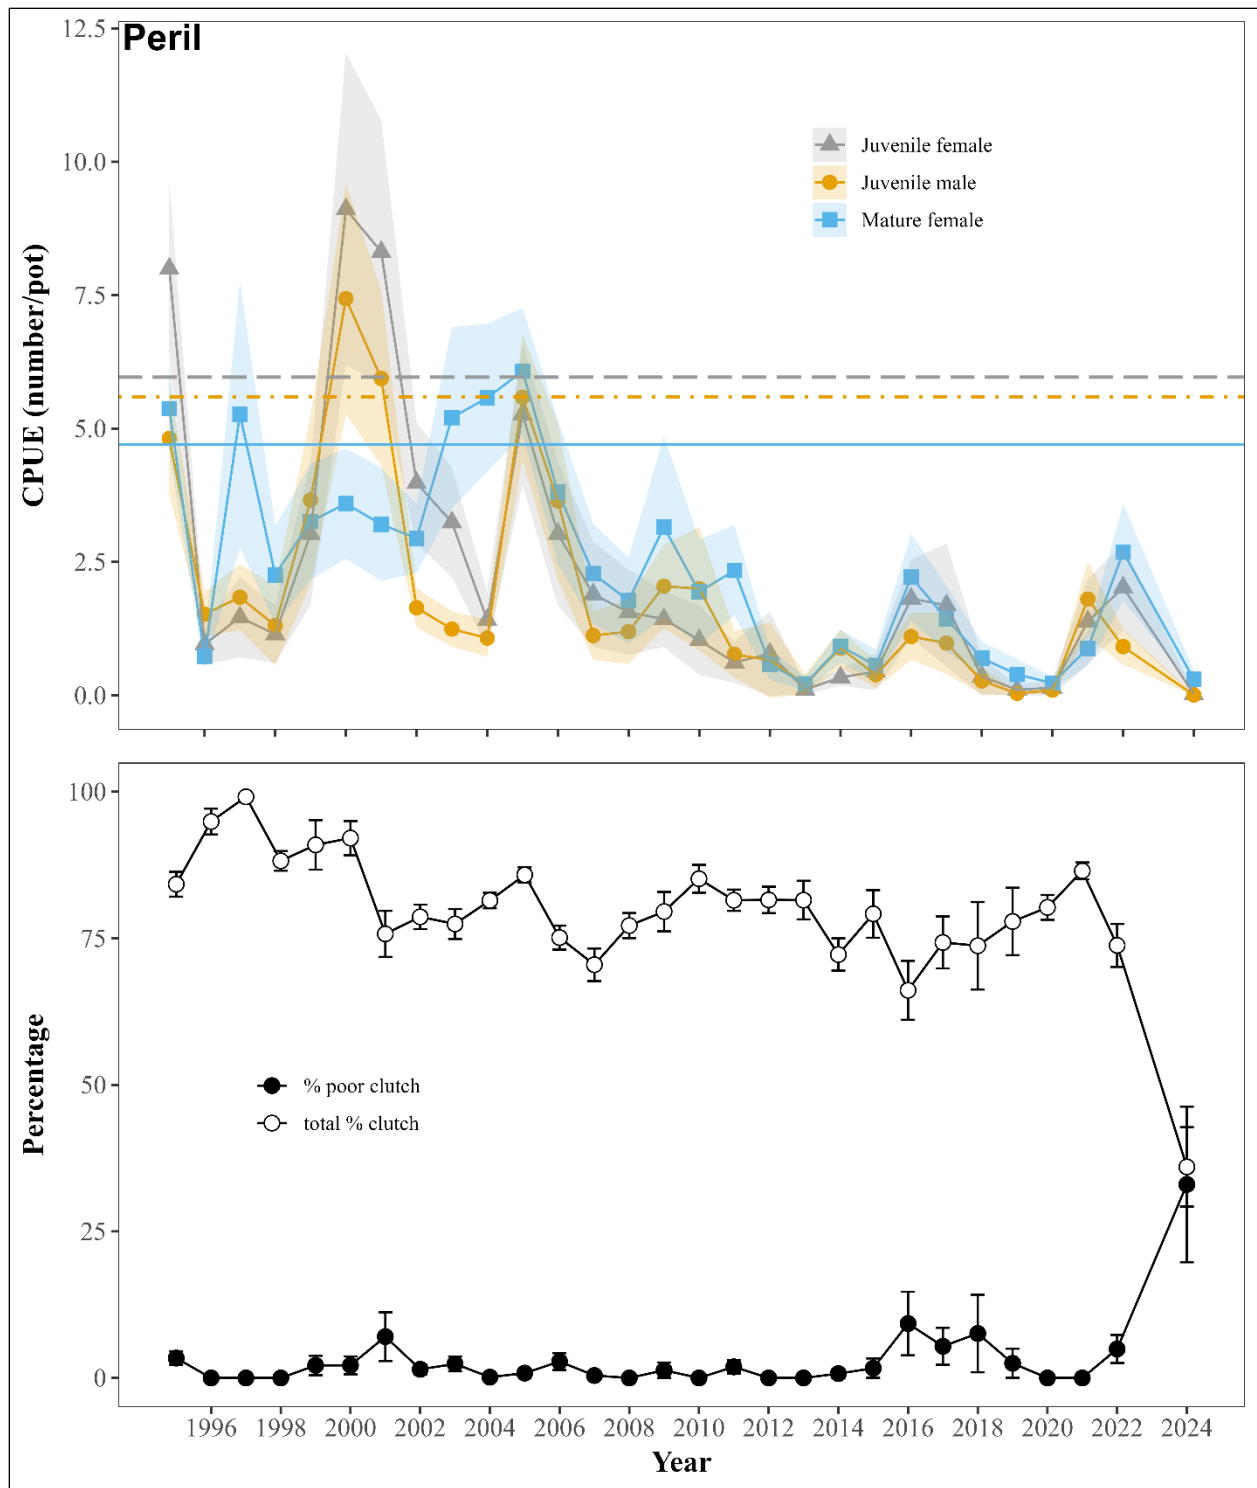 Peril
12.5
10.0
7.5
5.0
2.5
0.0
CPUE (number/pot)
Juvenile female
Juvenile male
Mature female
100
75
50
25
0
Percentage
% poor clutch
total % clutch
1996 1998 2000 2002 2004 2006 2008 2010 2012 2014 2016 2018 2020 2022 2024
Year